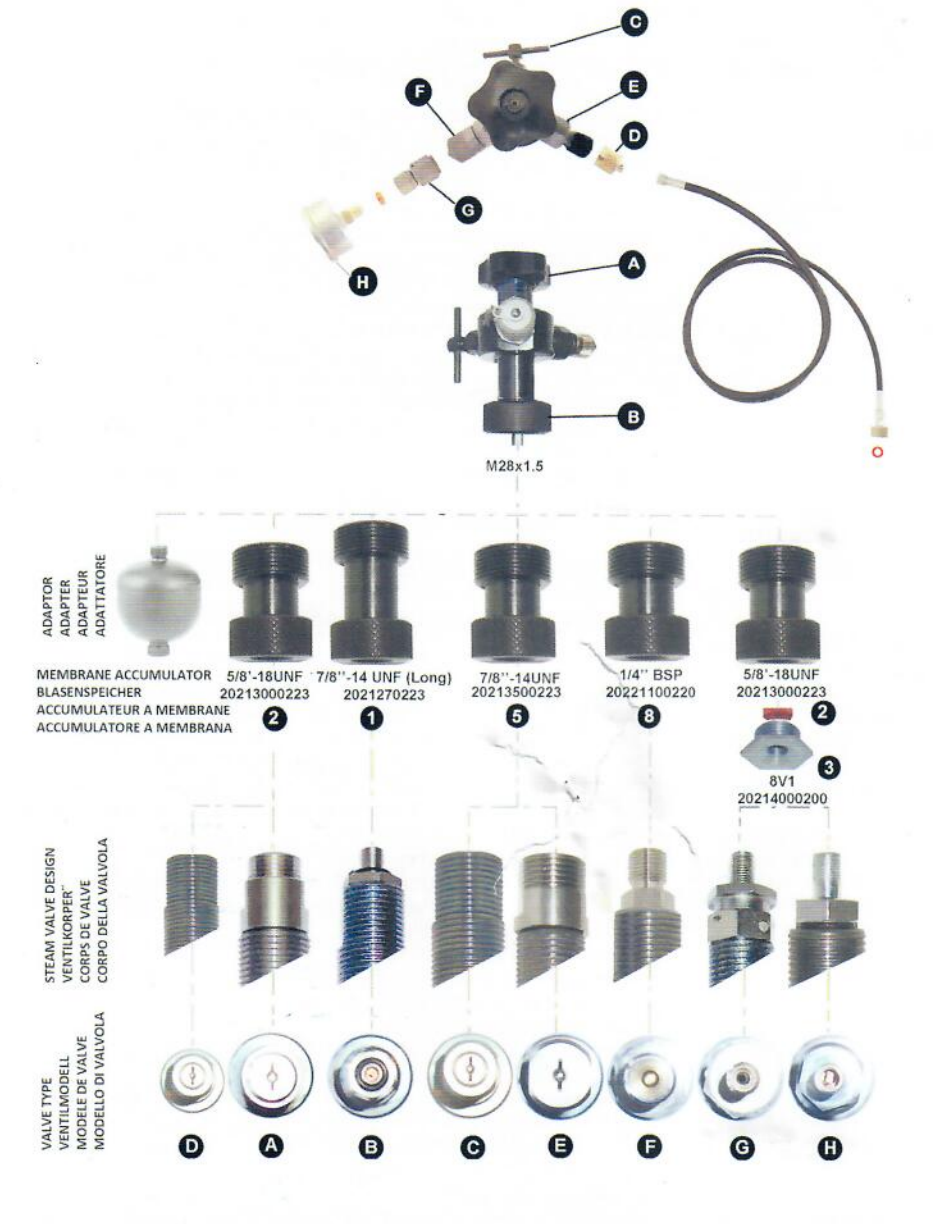 C
F
E
D
G
H
A
B
M28x1.5
O
ADAPTOR
ADAPTER
ADAPTEUR
ADATTATORE
MEMBRANE ACCUMULATOR
BLASENSPEICHER
ACCUMULATEUR A MEMBRANE
ACCUMULATORE A MEMBRANA
5/8'-18UNF
20213000223
2
7/8''-14 UNF (Long)
2021270223
1
7/8''-14UNF
20213500223
5
1/4'' BSP
20221100220
8
5/8'-18UNF
20213000223
2
3
8V1
20214000200
STEAM VALVE DESIGN
VENTILKORPER¨
CORPS DE VALVE
CORPO DELLA VALVOLA
VALVE TYPE
VENTILMODELL
MODELE DE VALVE
MODELLO DI VALVOLA
D
A
B
C
E
F
G
H